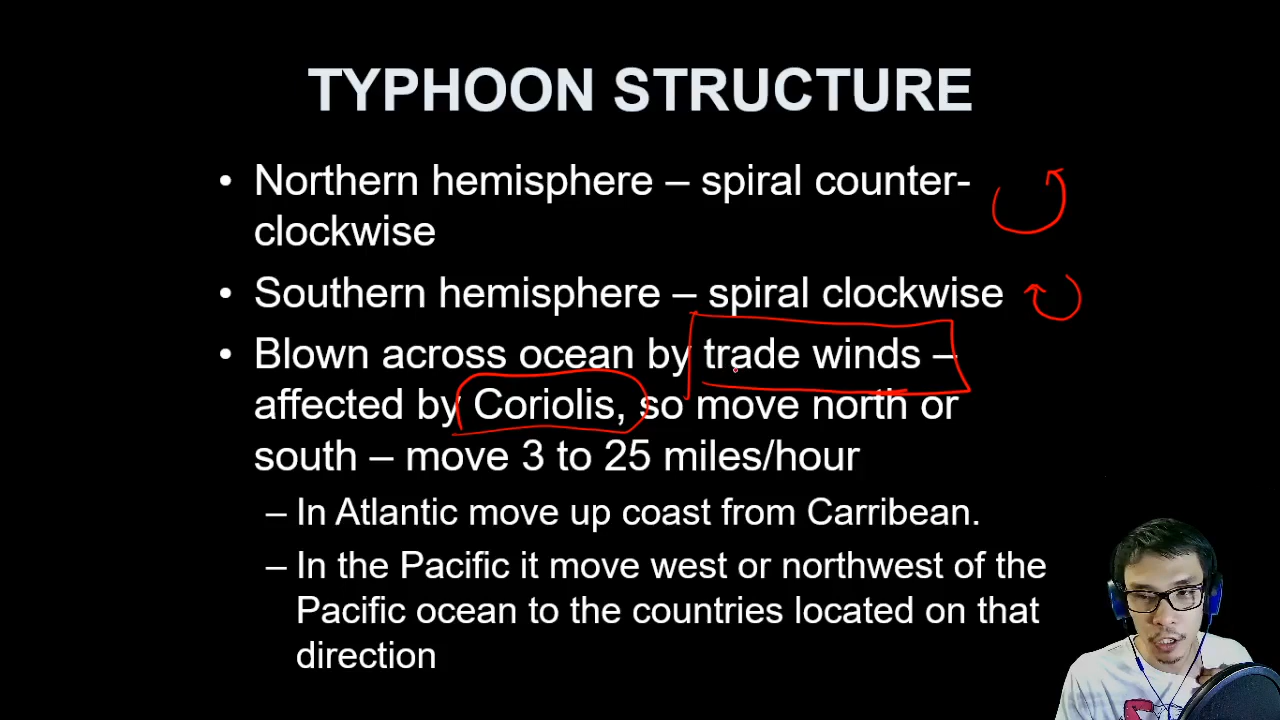 TYPHOON STRUCTURE
• Northern hemisphere – spiral counter-
clockwise
• Southern hemisphere – spiral clockwise
• Blown across ocean by trade winds –
affected by Coriolis, so move north or
south – move 3 to 25 miles/hour
– In Atlantic move up coast from Carribean.
– In the Pacific it move west or northwest of the
Pacific ocean to the countries located on that
direction